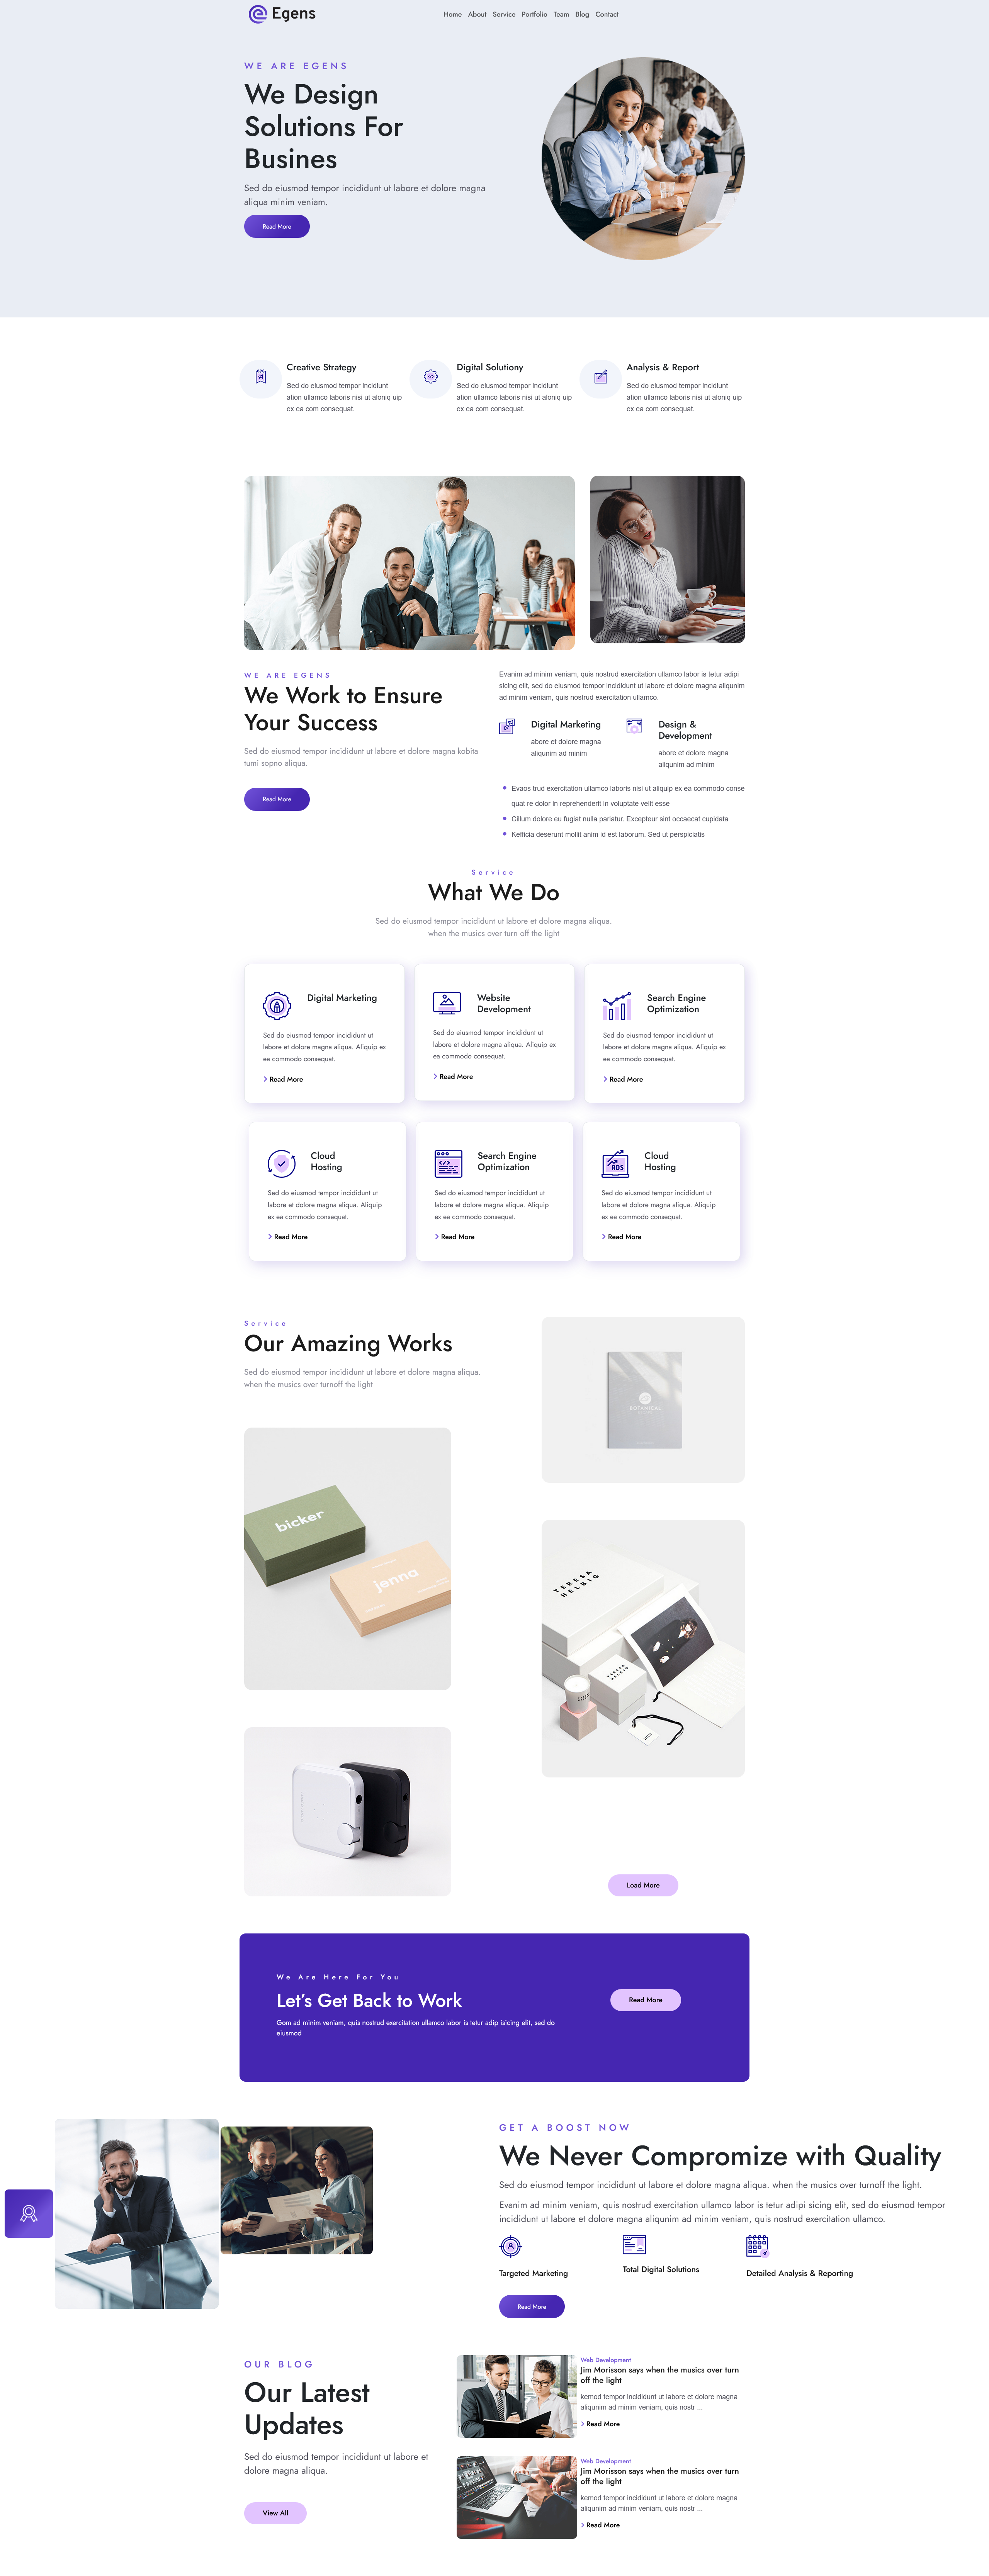 Egens
Home About Service Portfolio Team Blog Contact
WE ARE EGENS
We Design
Solutions For
Busines
Sed do eiusmod tempor incididunt ut labore et dolore magna
aliqua minim veniam.
Read More
Creative Strategy
Sed do eiusmod tempor incidiunt
ation ullamco laboris nisi ut aloniq uip
ex ea com consequat.
Digital Solutiony
Sed do eiusmod tempor incidiunt
ation ullamco laboris nisi ut aloniq uip
ex ea com consequat.
Analysis & Report
Sed do eiusmod tempor incidiunt
ation ullamco laboris nisi ut aloniq uip
ex ea com consequat.
WE ARE EGENS
We Work to Ensure
Your Success
Sed do eiusmod tempor incididunt ut labore et dolore magna kobita
tumi sopno aliqua.
Read More
Evanim ad minim veniam, quis nostrud exercitation ullamco labor is tetur adipi
sicing elit, sed do eiusmod tempor incididunt ut labore et dolore magna aliqunim
ad minim veniam, quis nostrud exercitation ullamco.
Digital Marketing
abore et dolore magna
aliqunim ad minim
Design &
Development
abore et dolore magna
aliqunim ad minim
Evaos trud exercitation ullamco laboris nisi ut aliquip ex ea commodo conse
quat re dolor in reprehenderit in voluptate velit esse
Cillum dolore eu fugiat nulla pariatur. Excepteur sint occaecat cupidata
Kefficia deserunt mollit anim id est laborum. Sed ut perspiciatis
Service
What We Do
Sed do eiusmod tempor incididunt ut labore et dolore magna aliqua.
when the musics over turn off the light
Digital Marketing
Sed do eiusmod tempor incididunt ut
labore et dolore magna aliqua. Aliquip ex
ea commodo consequat.
Read More
Website
Development
Sed do eiusmod tempor incididunt ut
labore et dolore magna aliqua. Aliquip ex
ea commodo consequat.
Read More
Search Engine
Optimization
Sed do eiusmod tempor incididunt ut
labore et dolore magna aliqua. Aliquip ex
ea commodo consequat.
Read More
Cloud
Hosting
Sed do eiusmod tempor incididunt ut
labore et dolore magna aliqua. Aliquip
ex ea commodo consequat.
Read More
Search Engine
Optimization
Sed do eiusmod tempor incididunt ut
labore et dolore magna aliqua. Aliquip
ex ea commodo consequat.
Read More
ADS
Cloud
Hosting
Sed do eiusmod tempor incididunt ut
labore et dolore magna aliqua. Aliquip
ex ea commodo consequat.
Read More
Service
Our Amazing Works
Sed do eiusmod tempor incididunt ut labore et dolore magna aliqua.
when the musics over turnoff the light
BOTANICAL
bicker
jenna
TERESA
HELBIG
TERESA
HELBIG
Load More
We Are Here For You
Let's Get Back to Work
Gom ad minim veniam, quis nostrud exercitation ullamco labor is tetur adip isicing elit, sed do
eiusmod
Read More
GET A BOOST NOW
We Never Compromize with Quality
Sed do eiusmod tempor incididunt ut labore et dolore magna aliqua. when the musics over turnoff the light.
Evanim ad minim veniam, quis nostrud exercitation ullamco labor is tetur adipi sicing elit, sed do eiusmod tempor
incididunt ut labore et dolore magna aliqunim ad minim veniam, quis nostrud exercitation ullamco.
Targeted Marketing
Total Digital Solutions
Detailed Analysis & Reporting
Read More
OUR BLOG
Our Latest
Updates
Sed do eiusmod tempor incididunt ut labore et
dolore magna aliqua.
View All
Web Development
Jim Morisson says when the musics over turn
off the light
kemod tempor incididunt ut labore et dolore magna
aliqunim ad minim veniam, quis nostr ...
Read More
Web Development
Jim Morisson says when the musics over turn
off the light
kemod tempor incididunt ut labore et dolore magna
aliqunim ad minim veniam, quis nostr ...
Read More